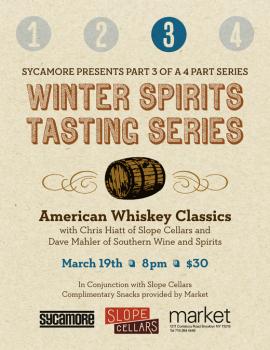 1 2 3 4
SYCAMORE PRESENTS PART 3 OF A 4 PART SERIES
WINTER SPIRITS
TASTING SERIES
American Whiskey Classics
with Chris Hiatt of Slope Cellars and
Dave Mahler of Southern Wine and Spirits
March 19th 8pm $30
In Conjunction with Slope Cellars
Complimentary Snacks provided by Market
SYCAMORE
SLOPE
CELLARS
market